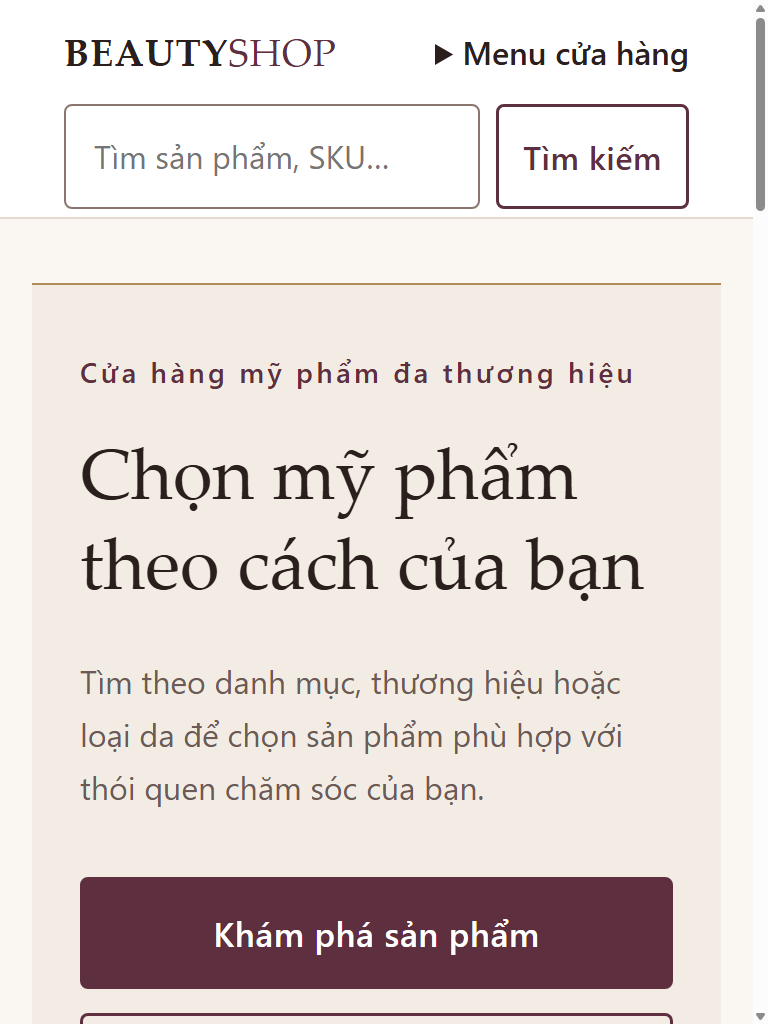 BEAUTYSHOP
▶ Menu cửa hàng
Tìm sản phẩm, SKU...
Tìm kiếm
Cửa hàng mỹ phẩm đa thương hiệu
Chọn mỹ phẩm
theo cách của bạn
Tìm theo danh mục, thương hiệu hoặc
loại da để chọn sản phẩm phù hợp với
thói quen chăm sóc của bạn.
Khám phá sản phẩm